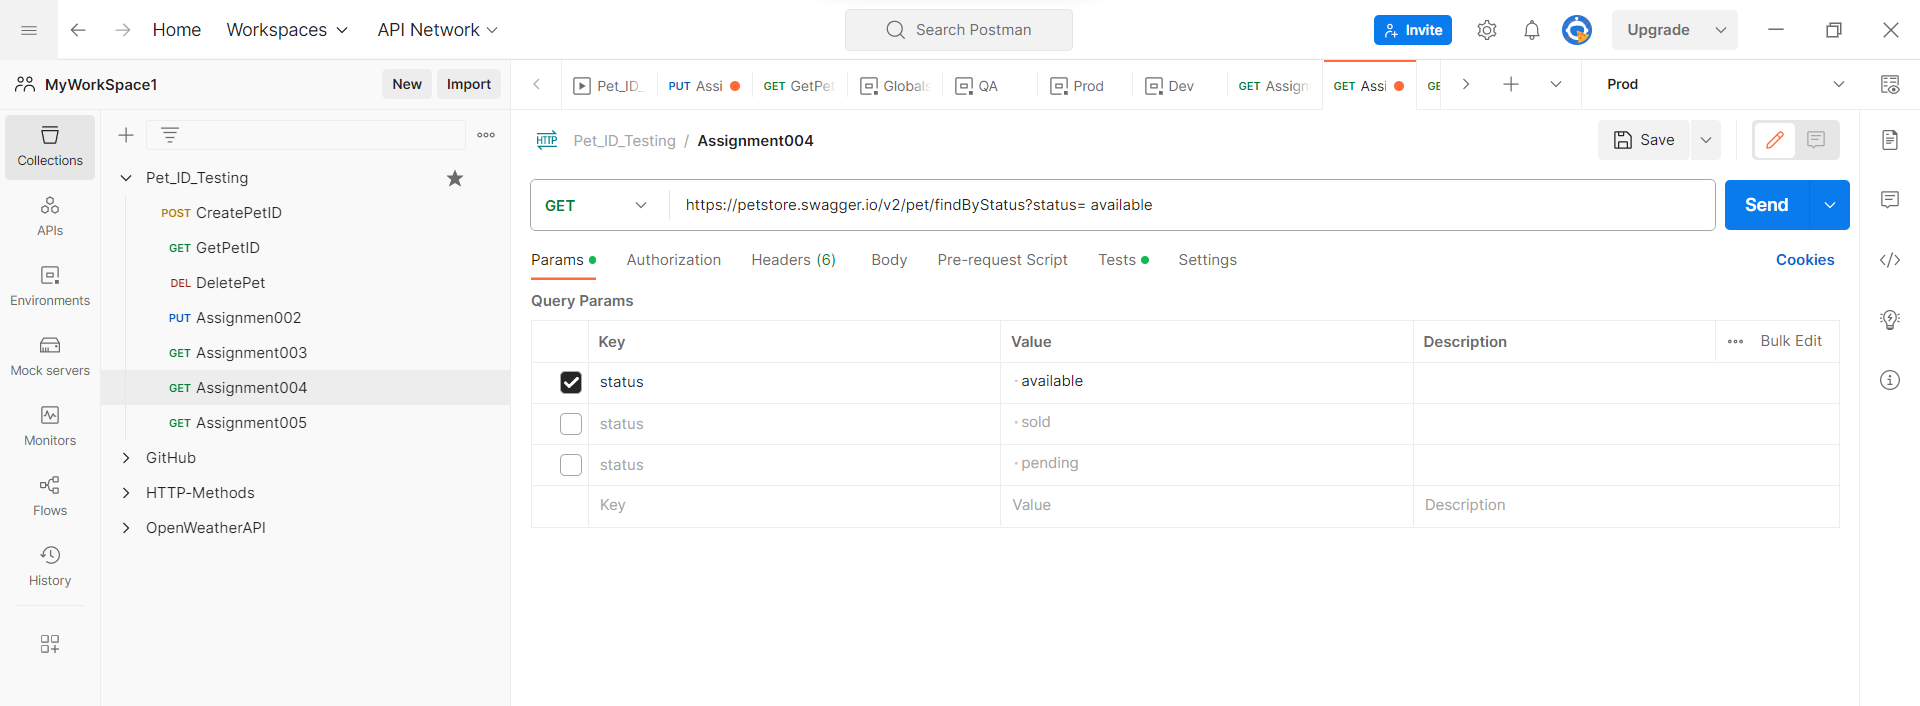 Home Workspaces API Network Search Postman Invite Upgrade
MyWorkSpace1 New Import Pet_ID_ PUT Assi GET GetPet Globals QA Prod Dev GET Assign GET Assi GE Prod
Collections
APIs
Environments
Mock servers
Monitors
Flows
History
Pet_ID_Testing
POST CreatePetID
GET GetPetID
DEL DeletePet
PUT Assignmen002
GET Assignment003
GET Assignment004
GET Assignment005
GitHub
HTTP-Methods
OpenWeatherAPI
HTTP Pet_ID_Testing / Assignment004 Save
GET https://petstore.swagger.io/v2/pet/findByStatus?status= available Send
Params Authorization Headers (6) Body Pre-request Script Tests Settings Cookies
Query Params
Key Value Description Bulk Edit
status available
status sold
status pending
Key Value Description